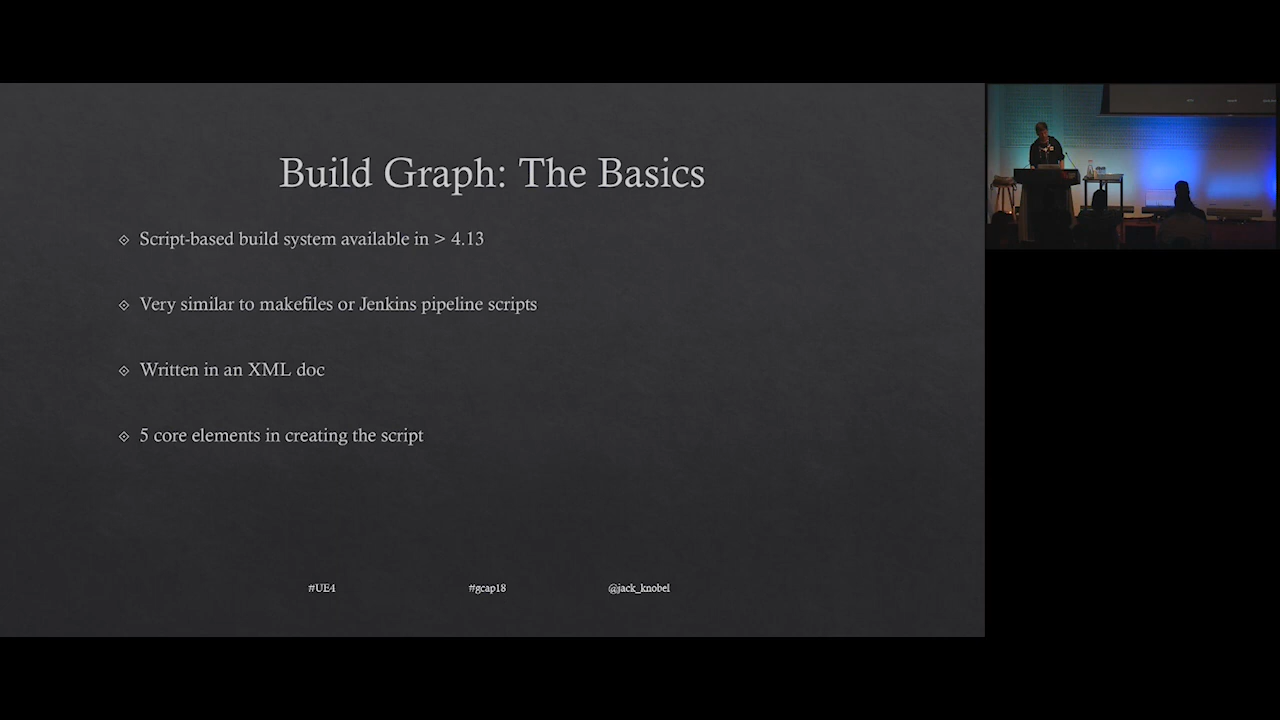 Build Graph: The Basics
Script-based build system available in > 4.13
Very similar to makefiles or Jenkins pipeline scripts
Written in an XML doc
5 core elements in creating the script
#UE4 #gcap18 @jack_knobel